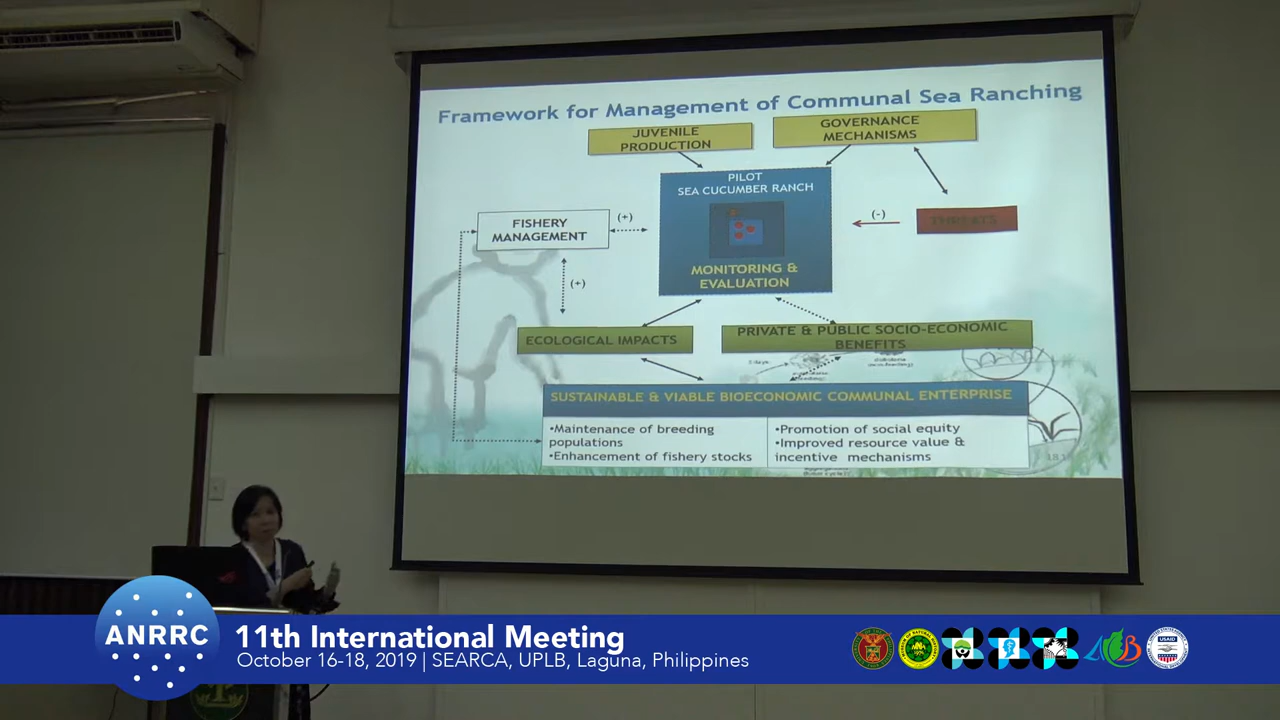 Framework for Management of Communal Sea Ranching
JUVENILE
PRODUCTION
GOVERNANCE
MECHANISMS
PILOT
SEA CUCUMBER RANCH
FISHERY
MANAGEMENT
(+)
(-)
THREATS
MONITORING &
EVALUATION
(+)
ECOLOGICAL IMPACTS
PRIVATE & PUBLIC SOCIO-ECONOMIC
BENEFITS
SUSTAINABLE & VIABLE BIOECONOMIC COMMUNAL ENTERPRISE
•Maintenance of breeding
populations
•Enhancement of fishery stocks
•Promotion of social equity
•Improved resource value &
incentive mechanisms
ANRRC
11th International Meeting
October 16-18, 2019 | SEARCA, UPLB, Laguna, Philippines
USAID